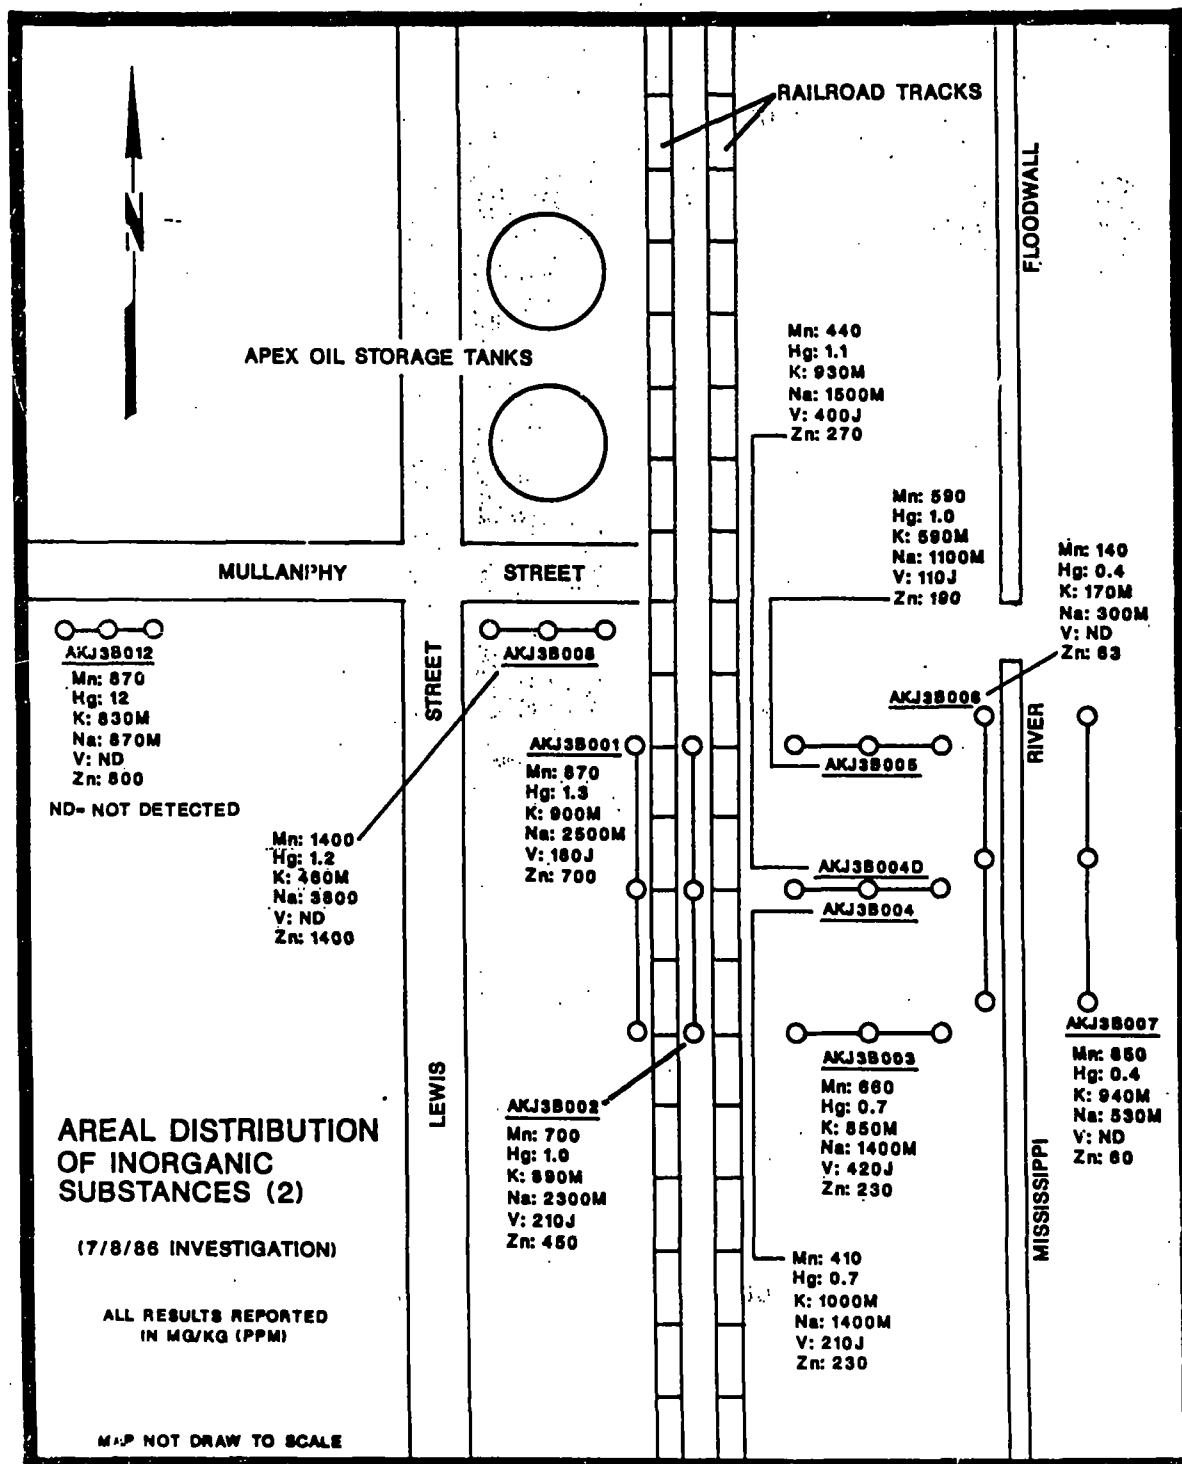 RAILROAD TRACKS
N
FLOODWALL
APEX OIL STORAGE TANKS
Mn: 440
Hg: 1.1
K: 930M
Na: 1500M
V: 400J
Zn: 270
Mn: 590
Hg: 1.0
K: 590M
Na: 1100M
V: 110J
Zn: 190
Mn: 140
Hg: 0.4
K: 170M
Na: 300M
V: ND
Zn: 63
MULLANPHY STREET
AKJ3B012
Mn: 870
Hg: 12
K: 830M
Na: 870M
V: ND
Zn: 800
ND= NOT DETECTED
STREET
LEWIS
AKJ3B008
Mn: 1400
Hg: 1.2
K: 460M
Na: 3800
V: ND
Zn: 1400
AKJ3B001
Mn: 870
Hg: 1.3
K: 900M
Na: 2500M
V: 180J
Zn: 700
AKJ3B005
AKJ3B006
RIVER
MISSISSIPPI
AKJ3B004D
AKJ3B004
AKJ3B007
Mn: 850
Hg: 0.4
K: 940M
Na: 530M
V: ND
Zn: 60
AKJ3B003
Mn: 660
Hg: 0.7
K: 850M
Na: 1400M
V: 420J
Zn: 230
AKJ3B002
Mn: 700
Hg: 1.0
K: 890M
Na: 2300M
V: 210J
Zn: 450
Mn: 410
Hg: 0.7
K: 1000M
Na: 1400M
V: 210J
Zn: 230
AREAL DISTRIBUTION
OF INORGANIC
SUBSTANCES (2)
(7/8/86 INVESTIGATION)
ALL RESULTS REPORTED
IN MG/KG (PPM)
MAP NOT DRAW TO SCALE